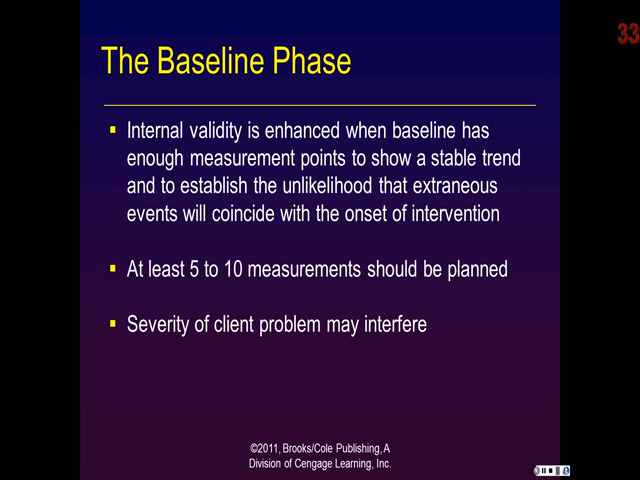 33
The Baseline Phase
Internal validity is enhanced when baseline has
enough measurement points to show a stable trend
and to establish the unlikelihood that extraneous
events will coincide with the onset of intervention
At least 5 to 10 measurements should be planned
Severity of client problem may interfere
©2011, Brooks/Cole Publishing, A
Division of Cengage Learning, Inc.